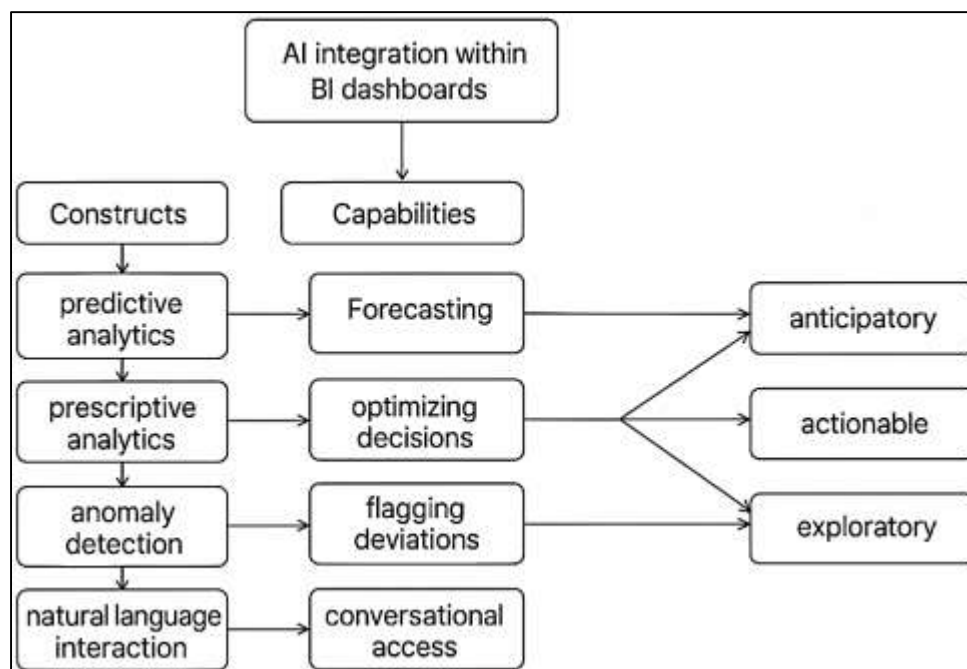 AI integration within
BI dashboards
Constructs
Capabilities
predictive
analytics
Forecasting
anticipatory
prescriptive
analytics
optimizing
decisions
actionable
anomaly
detection
flagging
deviations
exploratory
natural language
interaction
conversational
access